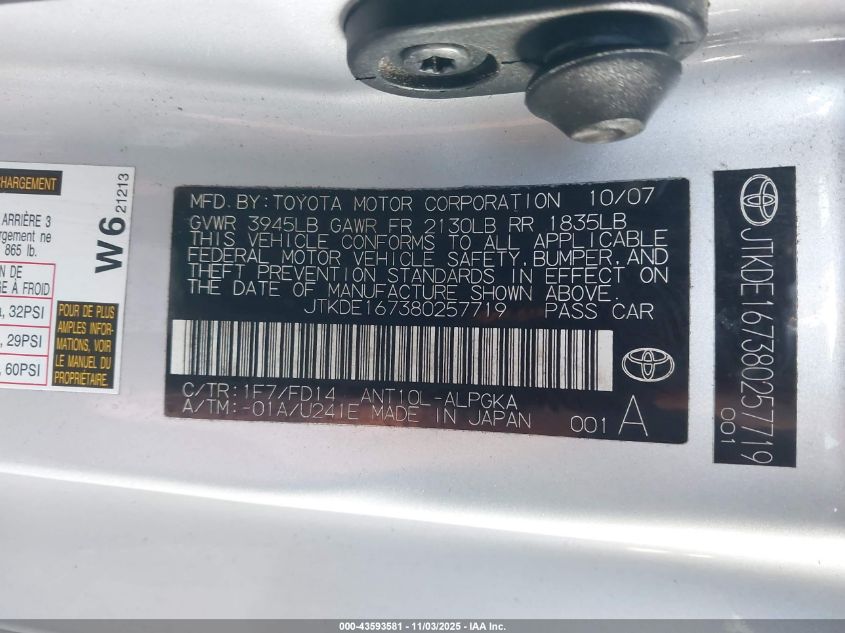 CHARGEMENT
ARRIÈRE 3
rgement ne
865 lb.
N DE
E À FROID
, 32PSI
, 29PSI
, 60PSI
W6 21213
POUR DE PLUS
AMPLES INFOR-
MATIONS, VOIR
LE MANUEL DU
PROPRIÉTAIRE.
MFD. BY: TOYOTA MOTOR CORPORATION 10/07
GVWR 3945LB GAWR FR 2130LB RR 1835LB
THIS VEHICLE CONFORMS TO ALL APPLICABLE
FEDERAL MOTOR VEHICLE SAFETY, BUMPER, AND
THEFT PREVENTION STANDARDS IN EFFECT ON
THE DATE OF MANUFACTURE SHOWN ABOVE.
JTKDE167380257719 PASS CAR
C/TR: 1F7/FD14 ANT10L-ALPGKA
A/TM: -01A/U241E MADE IN JAPAN 001 A
JTKDE167380257719
001
000-43593581 - 11/03/2025 - IAA Inc.